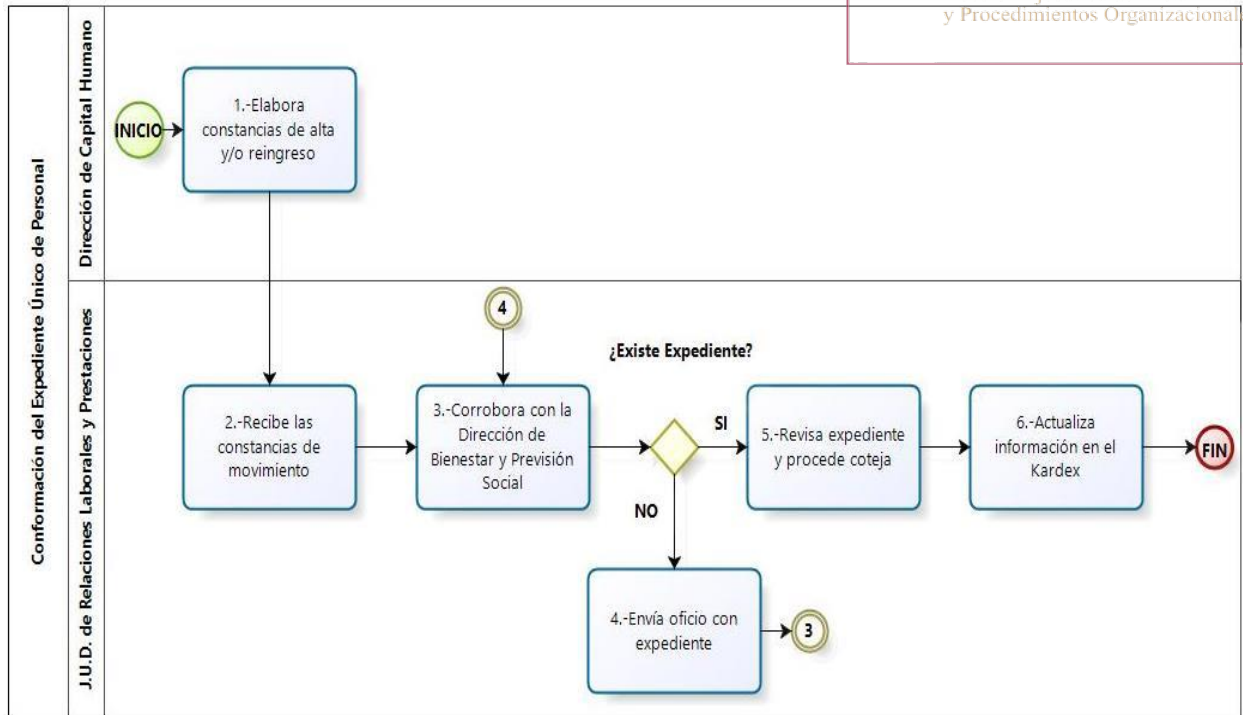 y Procedimientos Organizacional
Conformación del Expediente Único de Personal
Dirección de Capital Humano
INICIO
1.-Elabora
constancias de alta
y/o reingreso
J.U.D. de Relaciones Laborales y Prestaciones
4
¿Existe Expediente?
2.-Recibe las
constancias de
movimiento
3.-Corrobora con la
Dirección de
Bienestar y Previsión
Social
SI
5.-Revisa expediente
y procede coteja
6.-Actualiza
información en el
Kardex
FIN
NO
4.-Envía oficio con
expediente
3